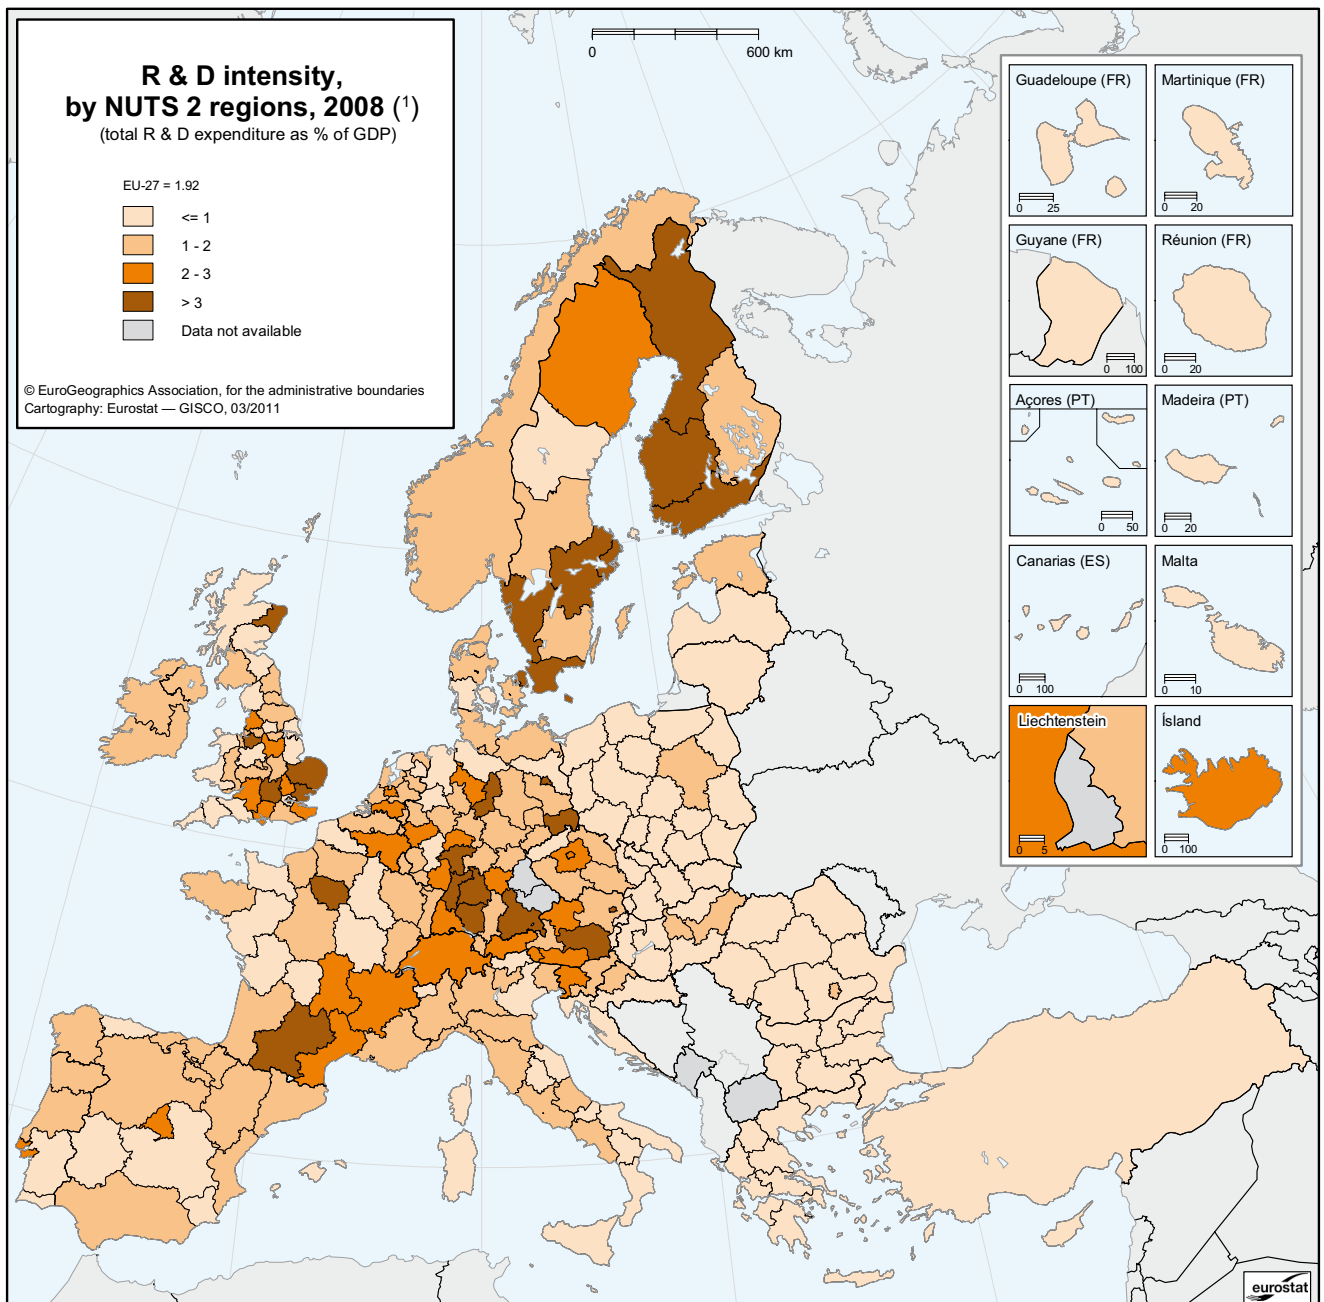 R & D intensity,
by NUTS 2 regions, 2008 (¹)
(total R & D expenditure as % of GDP)
EU-27 = 1.92
<= 1
1 - 2
2 - 3
> 3
Data not available
© EuroGeographics Association, for the administrative boundaries
Cartography: Eurostat — GISCO, 03/2011
0 600 km
Guadeloupe (FR)
0 25
Martinique (FR)
0 20
Guyane (FR)
0 100
Réunion (FR)
0 20
Açores (PT)
0 50
Madeira (PT)
0 20
Canarias (ES)
0 100
Malta
0 10
Liechtenstein
0 5
Ísland
0 100
eurostat